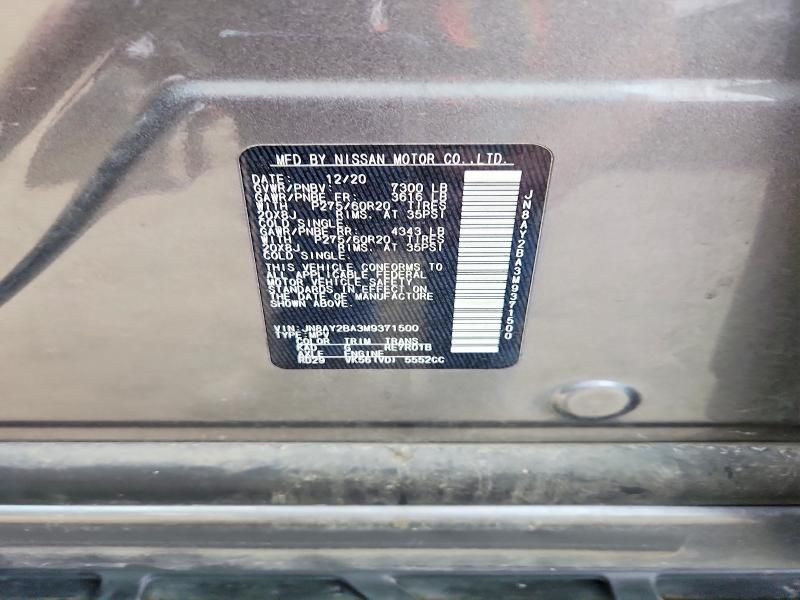 MFD BY NISSAN MOTOR CO.,LTD.
DATE: 12/20
GVWR/PNBV: 7300 LB
GAWR/PNBE FR. 3616 LB
WITH P275/60R20 TIRES
20X8J RIMS. AT 35PSI
COLD SINGLE.
GAWR/PNBE RR. 4343 LB
WITH P275/60R20 TIRES
20X8J RIMS. AT 35PSI
COLD SINGLE.
THIS VEHICLE CONFORMS TO
ALL APPLICABLE FEDERAL
MOTOR VEHICLE SAFETY
STANDARDS IN EFFECT ON
THE DATE OF MANUFACTURE
SHOWN ABOVE.
VIN: JN8AY2BA3M9371500
TYPE: MPV
COLOR TRIM TRANS
KAD G RE7R01B
AXLE ENGINE
RD29 VK56(VD) 5552CC
JN8AY2BA3M9371500